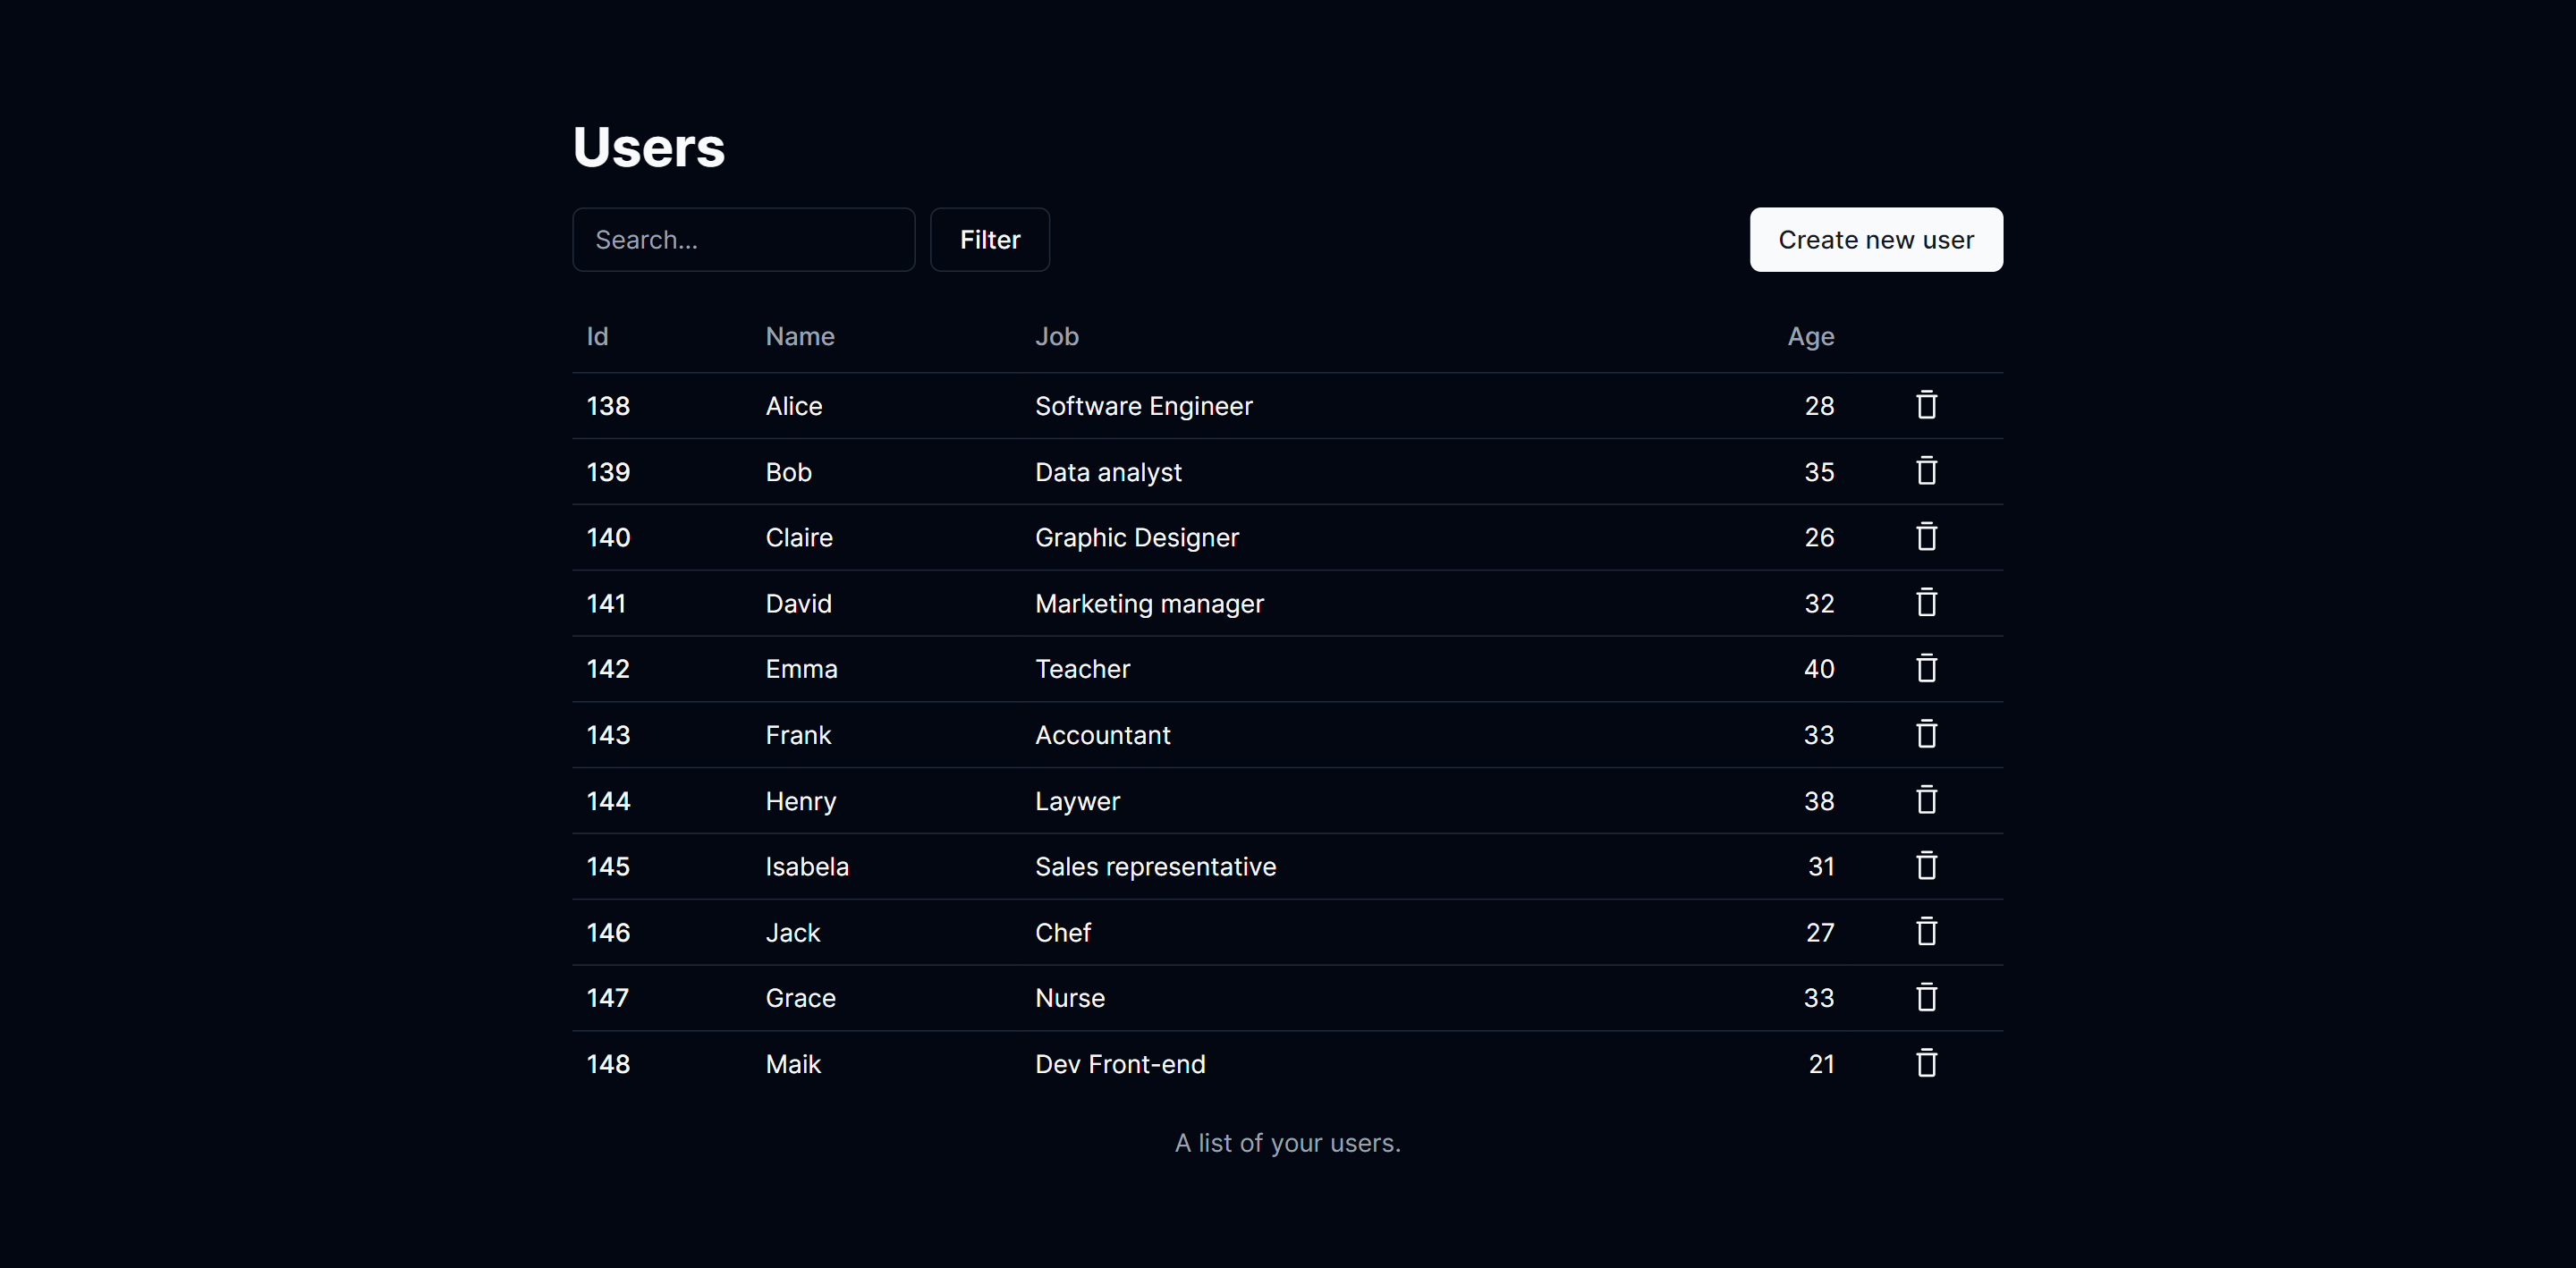 Users
Search... Filter Create new user
Id Name Job Age
138 Alice Software Engineer 28
139 Bob Data analyst 35
140 Claire Graphic Designer 26
141 David Marketing manager 32
142 Emma Teacher 40
143 Frank Accountant 33
144 Henry Laywer 38
145 Isabela Sales representative 31
146 Jack Chef 27
147 Grace Nurse 33
148 Maik Dev Front-end 21
A list of your users.